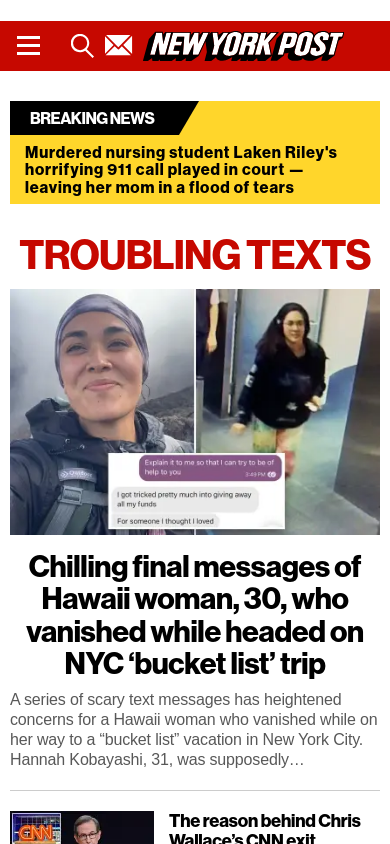 NEW YORK POST
BREAKING NEWS
Murdered nursing student Laken Riley's
horrifying 911 call played in court —
leaving her mom in a flood of tears
TROUBLING TEXTS
Explain it to me so that I can try to be of
help to you
3:49 PM
I got tricked pretty much into giving away
all my funds
For someone I thought I loved
Chilling final messages of
Hawaii woman, 30, who
vanished while headed on
NYC ‘bucket list’ trip
A series of scary text messages has heightened
concerns for a Hawaii woman who vanished while on
her way to a “bucket list” vacation in New York City.
Hannah Kobayashi, 31, was supposedly…
CNN
The reason behind Chris
Wallace’s CNN exit